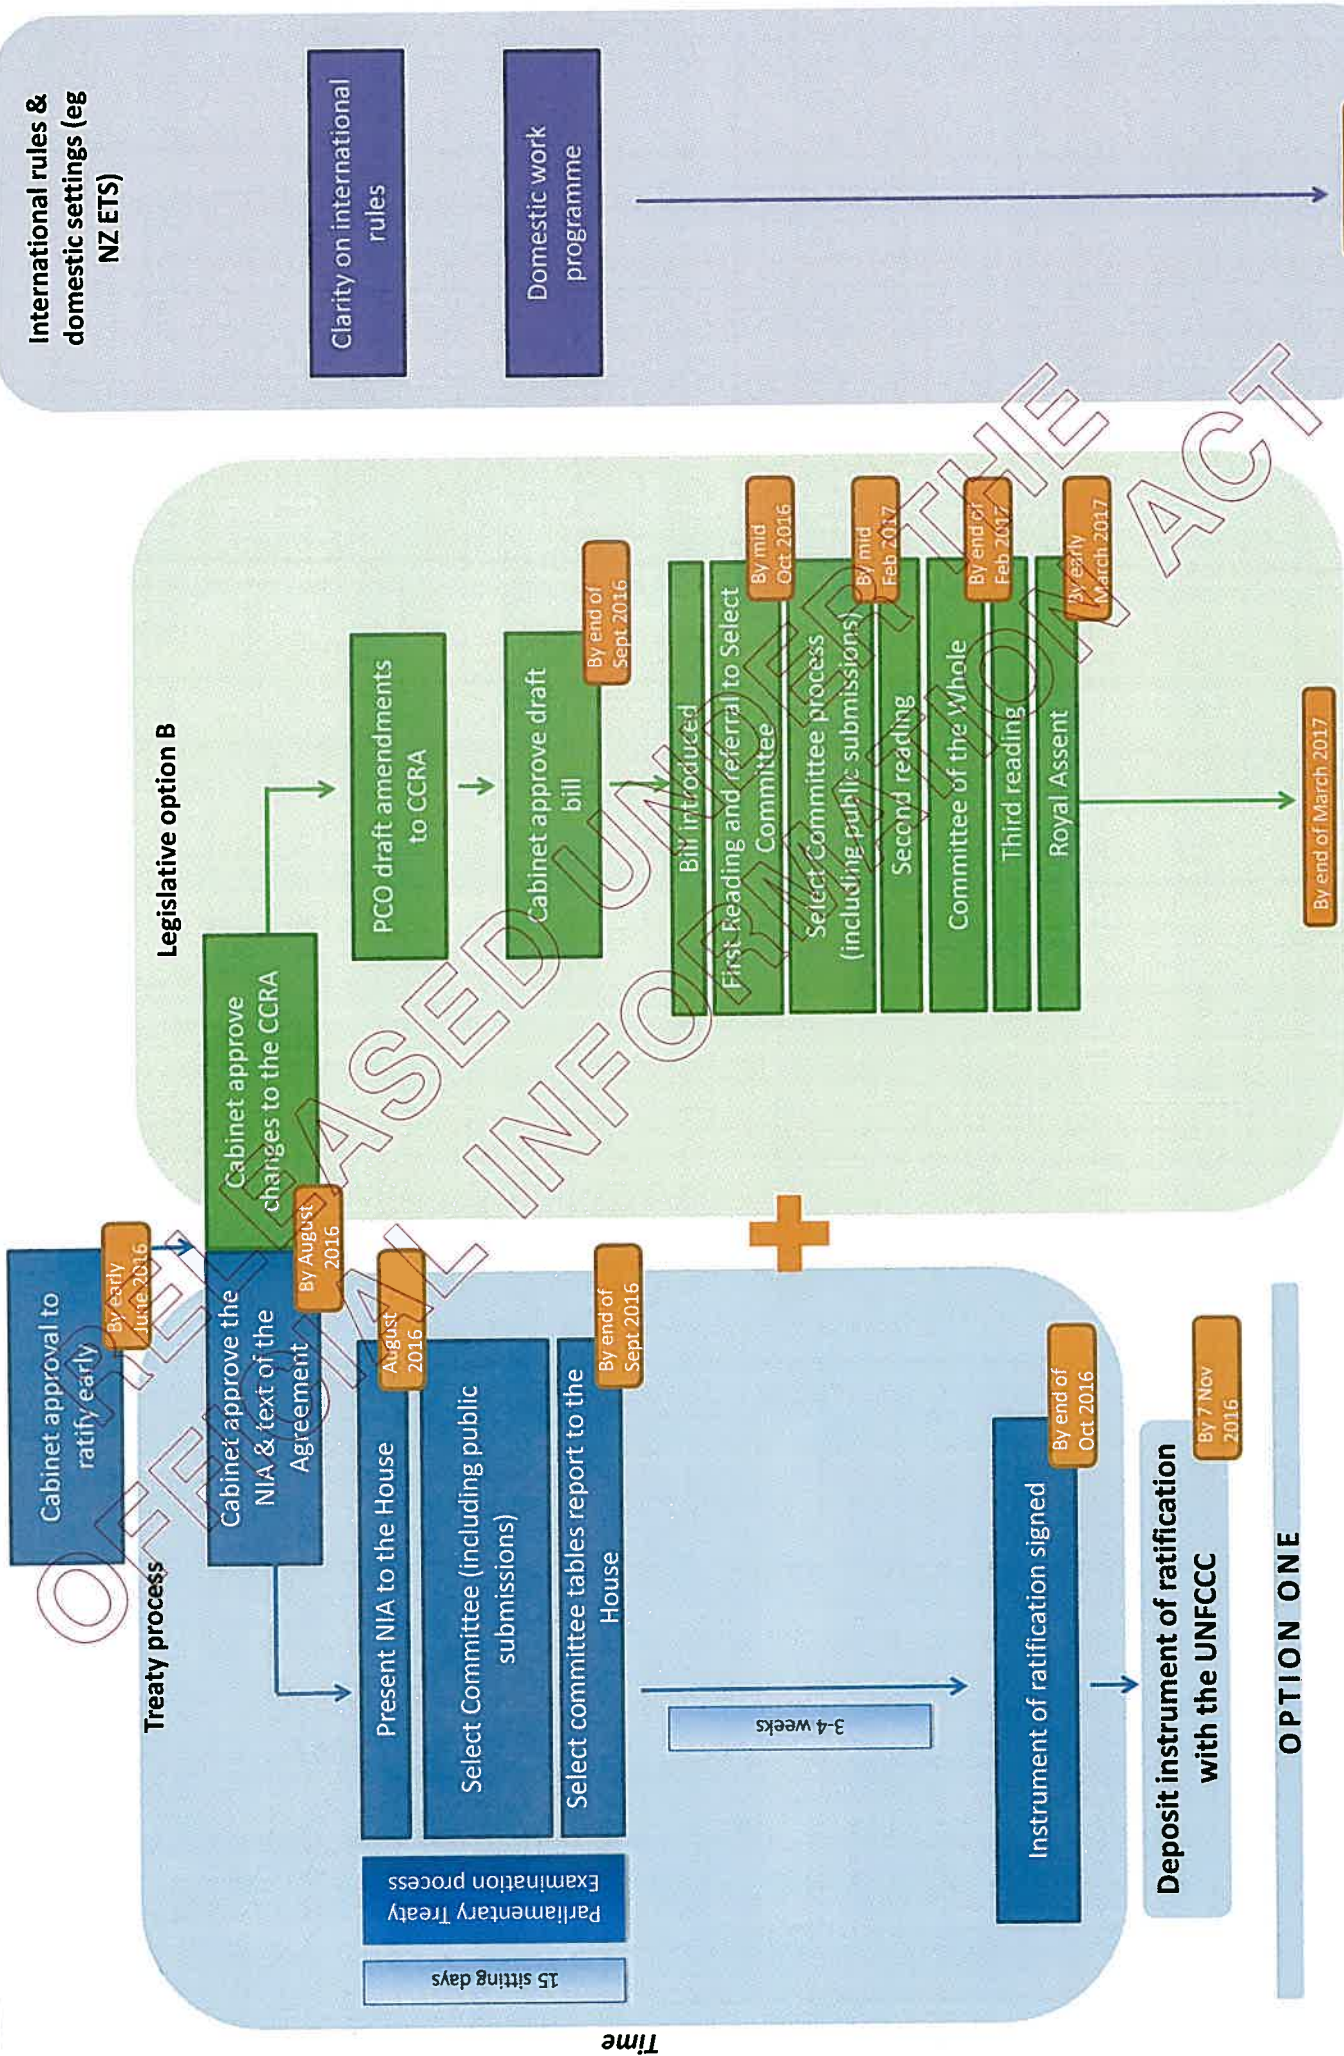 Cabinet approval to
ratify early
By early
June 2016
Treaty process
Cabinet approve the
NIA & text of the
Agreement
By August
2016
Cabinet approve
changes to the CCRA
Time
15 sitting days
Parliamentary Treaty
Examination process
Present NIA to the House
August
2016
Select Committee (including public
submissions)
Select committee tables report to the
House
By end of
Sept 2016
3-4 weeks
Instrument of ratification signed
By end of
Oct 2016
Deposit instrument of ratification
with the UNFCCC
By 7 Nov
2016
OPTION ONE
Legislative option B
PCO draft amendments
to CCRA
Cabinet approve draft
bill
By end of
Sept 2016
Bill introduced
First Reading and referral to Select
Committee
By mid
Oct 2016
Select Committee process
(including public submissions)
By mid
Feb 2017
Second reading
Committee of the Whole
By end of
Feb 2017
Third reading
Royal Assent
By early
March 2017
By end of March 2017
International rules &
domestic settings (eg
NZ ETS)
Clarity on international
rules
Domestic work
programme
RELEASED UNDER THE
OFFICIAL INFORMATION ACT